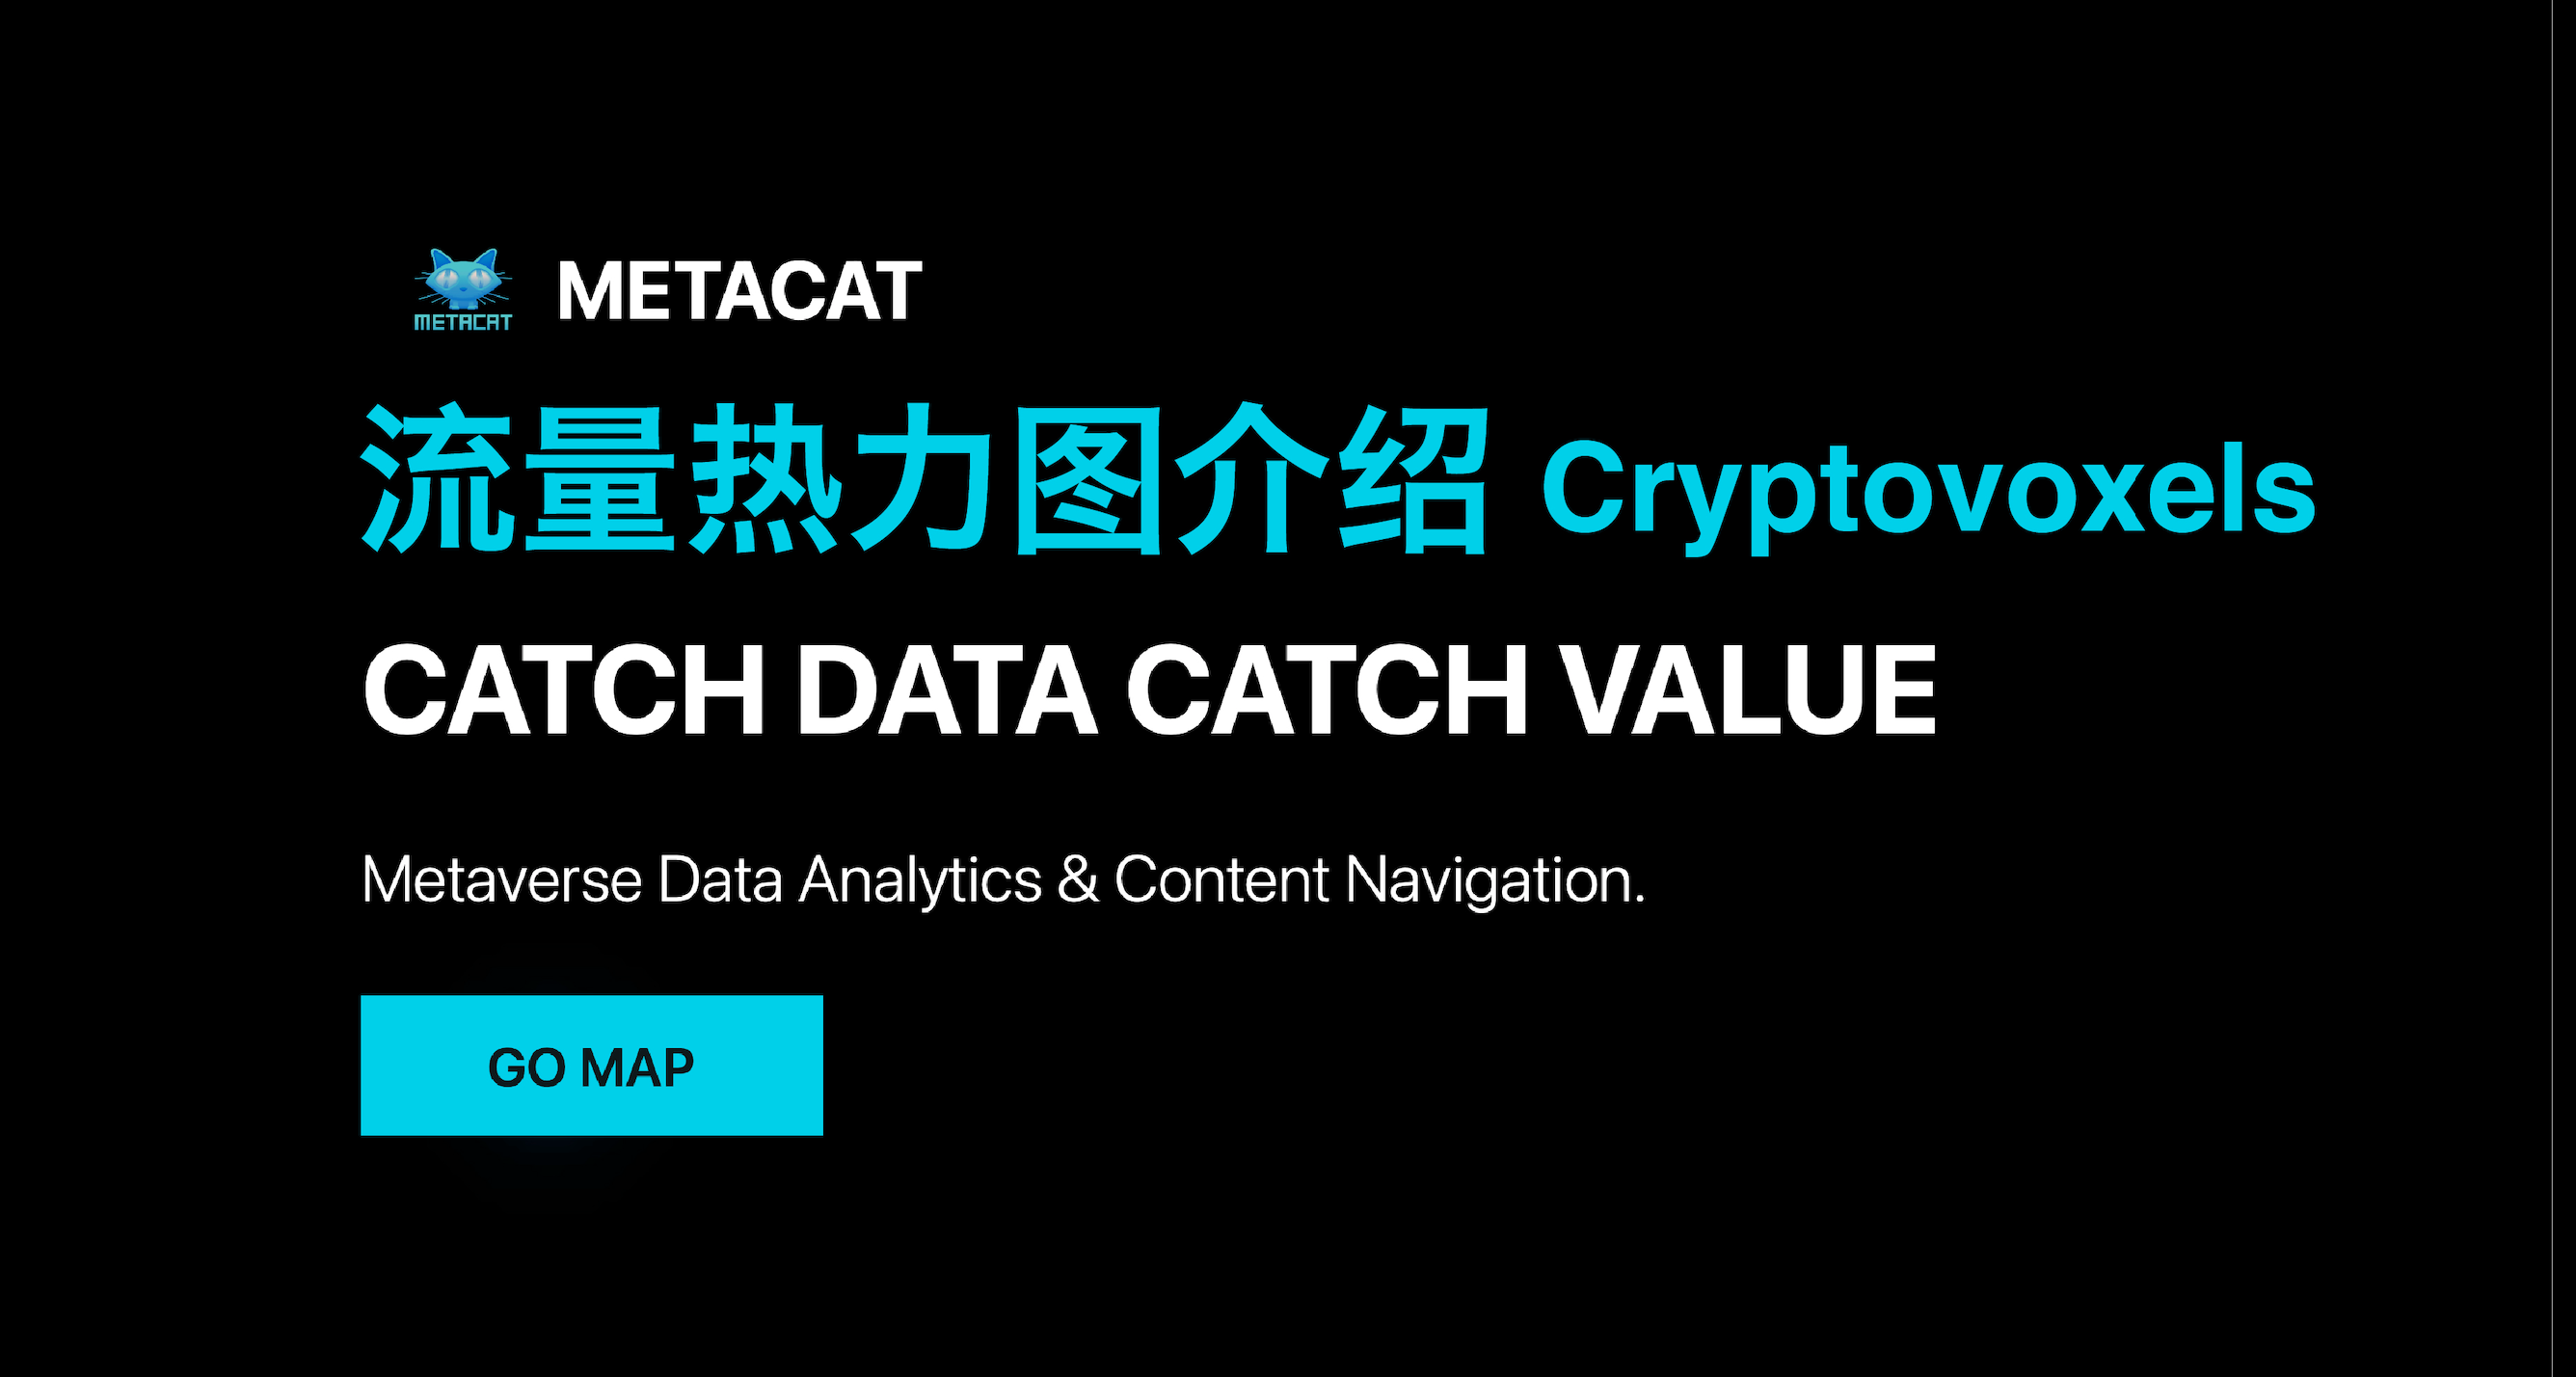 METACAT
METACAT
流量热力图介绍 Cryptovoxels
CATCH DATA CATCH VALUE
Metaverse Data Analytics & Content Navigation.
GO MAP